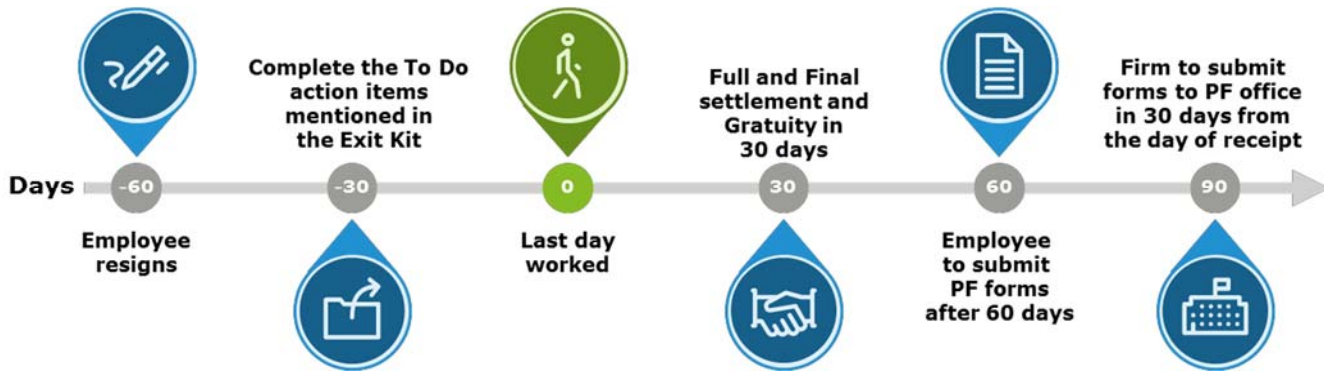 Days
-60
Employee
resigns
Complete the To Do
action items
mentioned in
the Exit Kit
-30
0
Last day
worked
Full and Final
settlement and
Gratuity in
30 days
30
60
Employee
to submit
PF forms
after 60 days
Firm to submit
forms to PF office
in 30 days from
the day of receipt
90